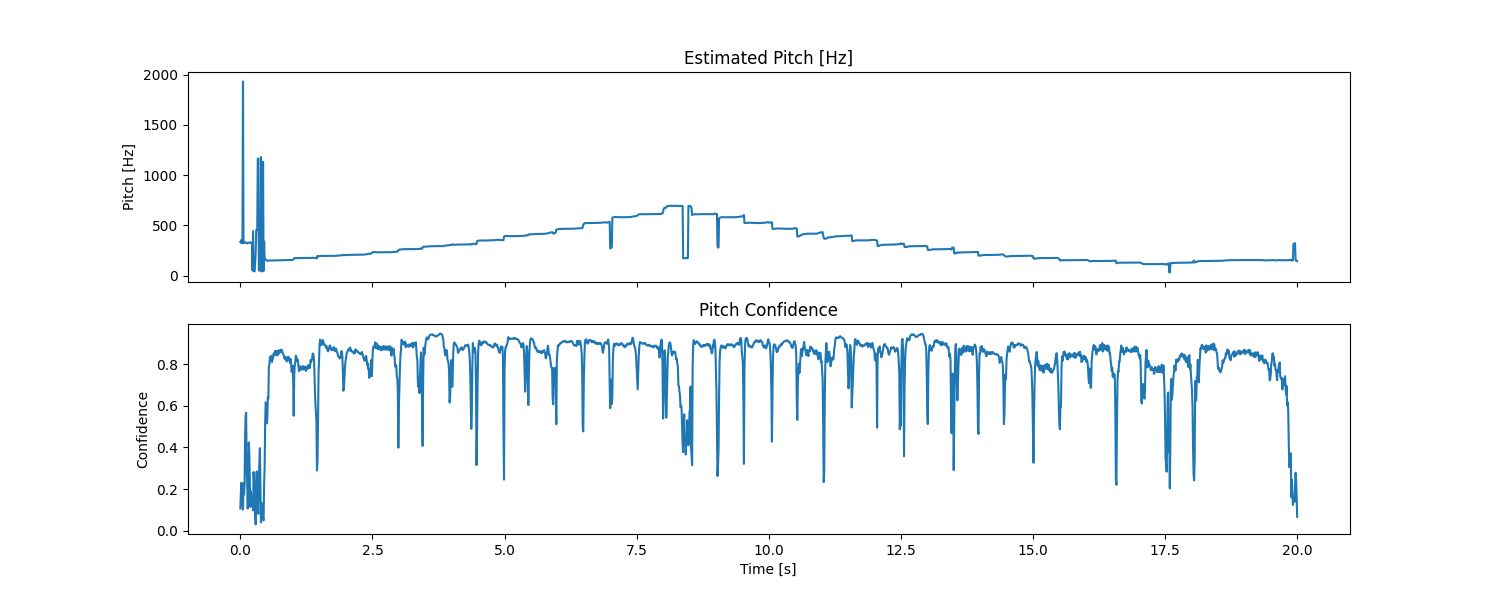 Estimated Pitch [Hz]
Pitch [Hz]
2000
1500
1000
500
0
Pitch Confidence
Confidence
0.8
0.6
0.4
0.2
0.0
0.0 2.5 5.0 7.5 10.0 12.5 15.0 17.5 20.0
Time [s]